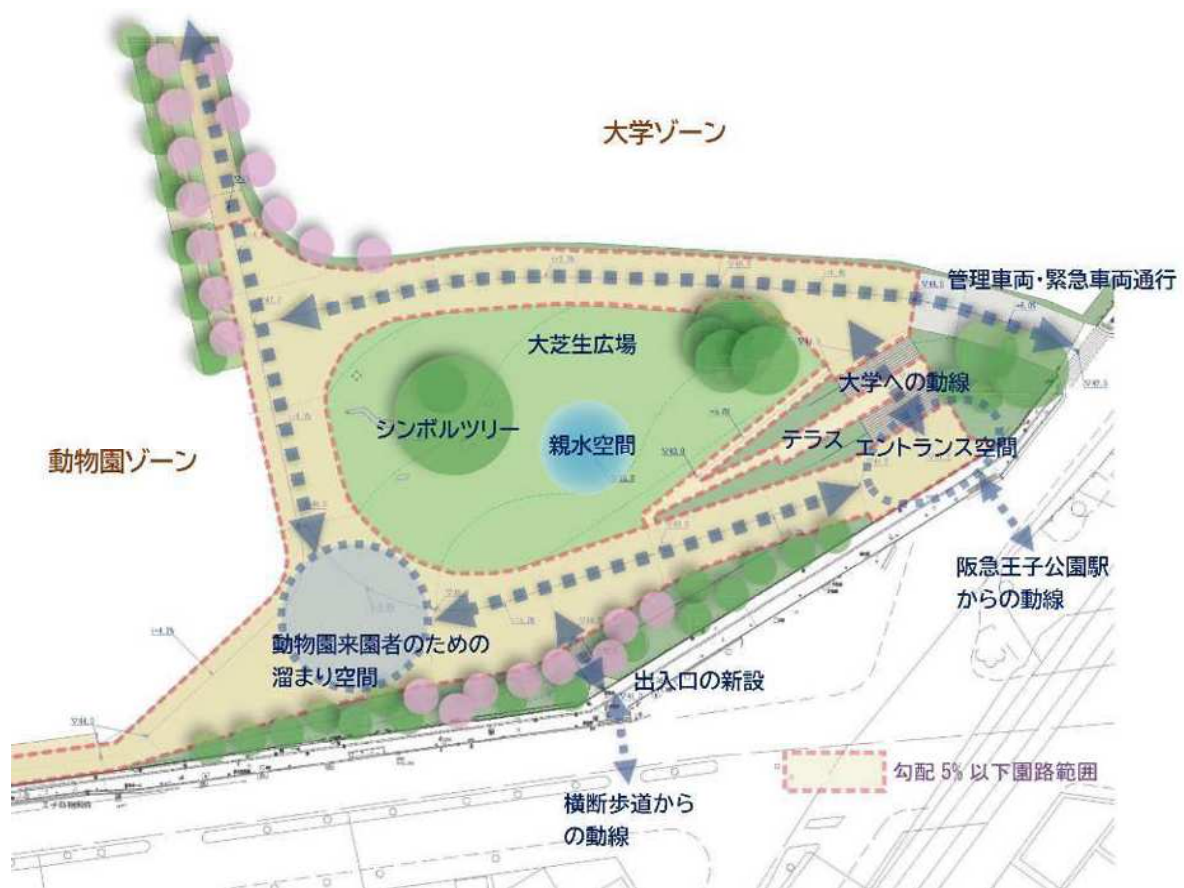 大学ゾーン
管理車両・緊急車両通行
大芝生広場
大学への動線
シンボルツリー
親水空間
テラス
エントランス空間
動物園ゾーン
阪急王子公園駅
からの動線
動物園来園者のための
溜まり空間
出入口の新設
勾配 5% 以下園路範囲
横断歩道から
の動線